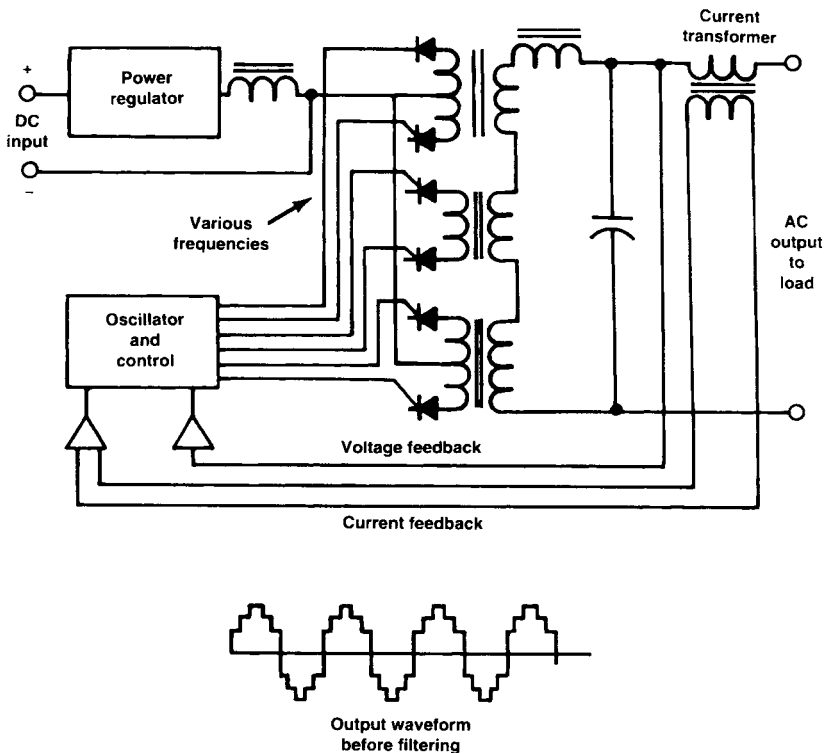 Current
transformer
+
Power
regulator
DC
input
−
Various
frequencies
AC
output
to
load
Oscillator
and
control
Voltage feedback
Current feedback
Output waveform
before filtering